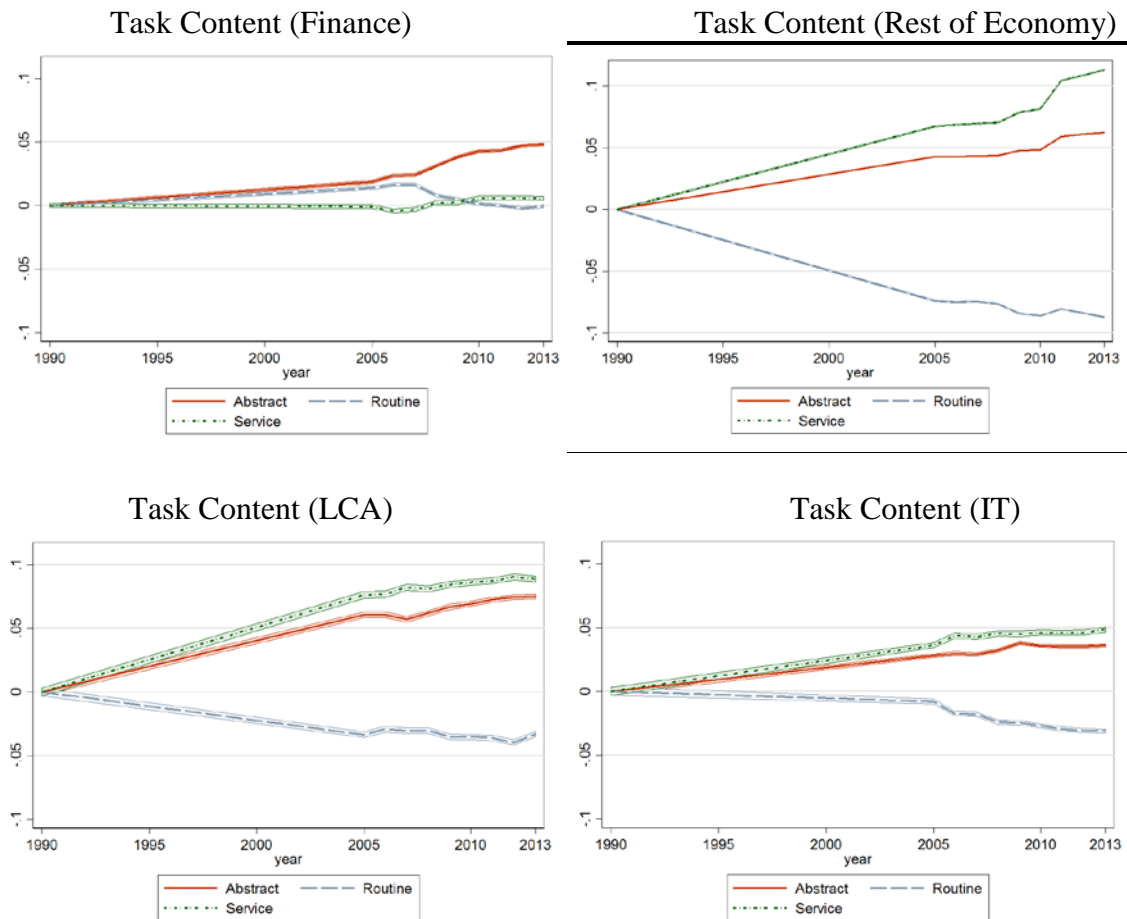 Task Content (Finance)
.1
.05
0
-.05
-.1
1990 1995 2000 2005 2010 2013
year
Abstract Routine
Service
Task Content (Rest of Economy)
.1
.05
0
-.05
-.1
1990 1995 2000 2005 2010 2013
year
Abstract Routine
Service
Task Content (LCA)
.1
.05
0
-.05
-.1
1990 1995 2000 2005 2010 2013
year
Abstract Routine
Service
Task Content (IT)
.1
.05
0
-.05
-.1
1990 1995 2000 2005 2010 2013
year
Abstract Routine
Service